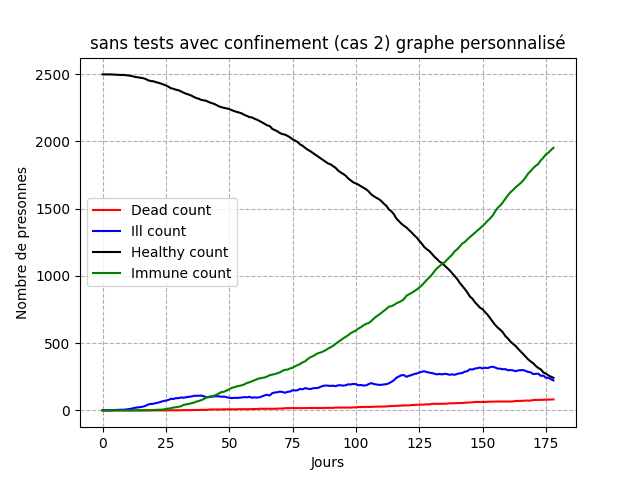 sans tests avec confinement (cas 2) graphe personnalisé
Nombre de presonnes
2500
2000
1500
1000
500
0
Dead count
Ill count
Healthy count
Immune count
0 25 50 75 100 125 150 175
Jours